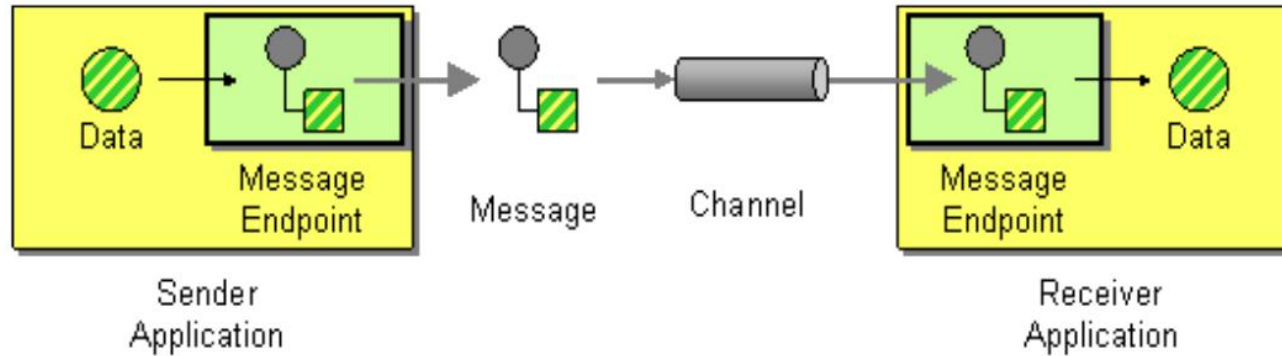 Data
Message
Endpoint
Message
Channel
Message
Endpoint
Data
Sender
Application
Receiver
Application